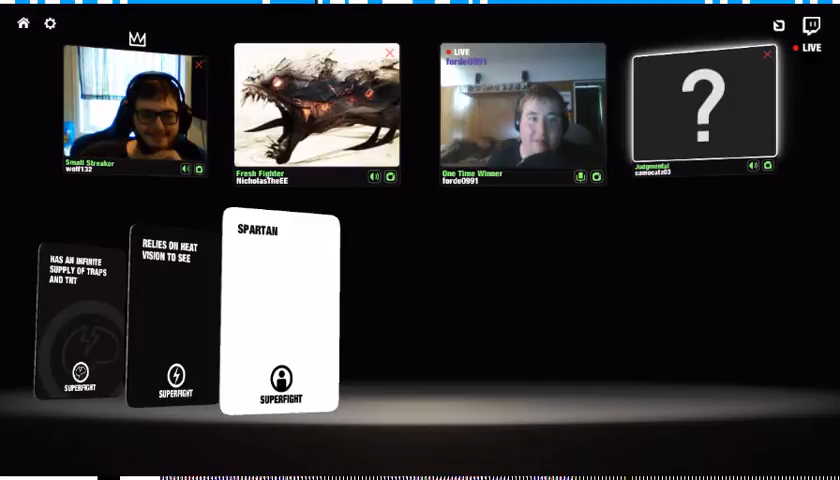 LIVE
LIVE
forde0991
Small Streaker
wolf132
Fresh Fighter
NicholasTheEE
One Time Winner
forde0991
Judgmental
camocatz03
HAS AN INFINITE
SUPPLY OF TRAPS
AND TNT
SUPERFIGHT
RELIES ON HEAT
VISION TO SEE
SUPERFIGHT
SPARTAN
SUPERFIGHT